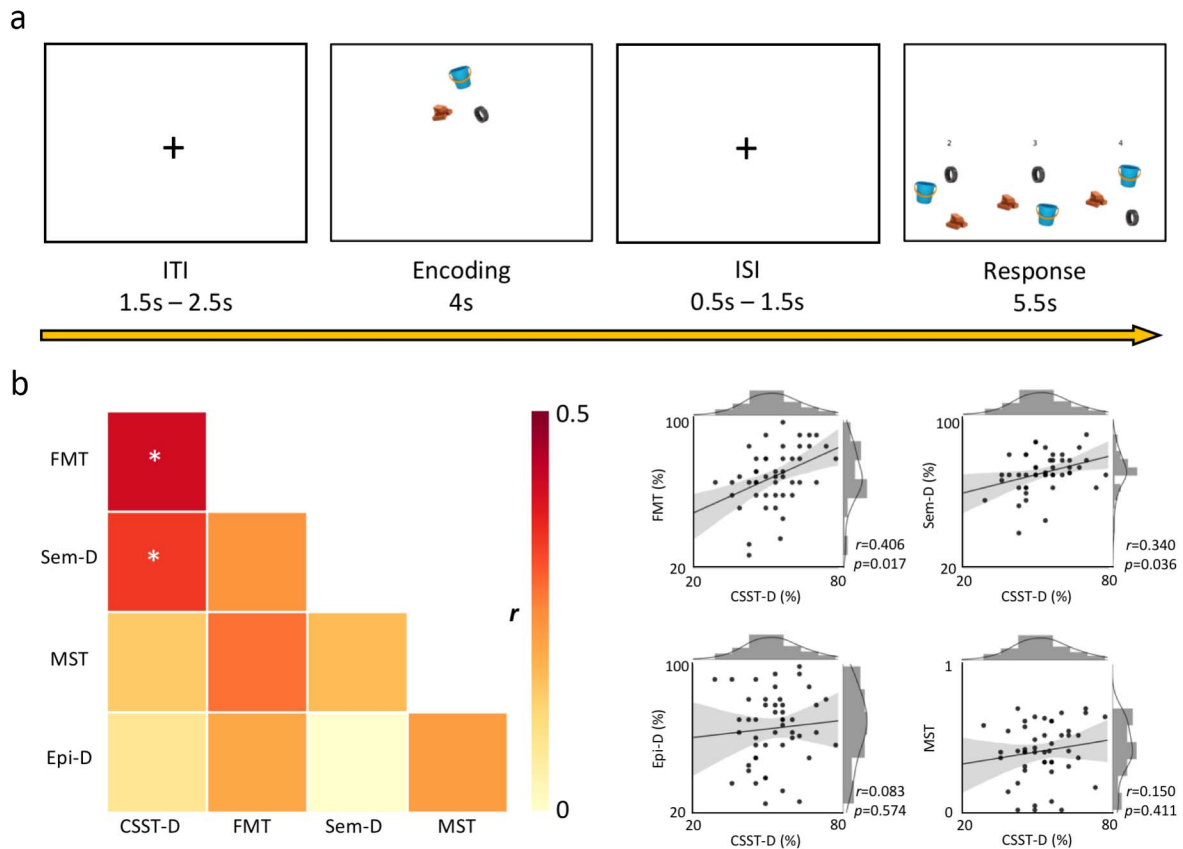 a
+
+
2 3 4
ITI
1.5s – 2.5s
Encoding
4s
ISI
0.5s – 1.5s
Response
5.5s
b
FMT
Sem-D
MST
Epi-D
*
*
CSST-D
FMT
Sem-D
MST
0.5
r
0
100
FMT (%)
20
20
80
CSST-D (%)
r=0.406
p=0.017
100
Sem-D (%)
20
20
80
CSST-D (%)
r=0.340
p=0.036
100
Epi-D (%)
20
20
80
CSST-D (%)
r=0.083
p=0.574
1
MST
0
20
80
CSST-D (%)
r=0.150
p=0.411